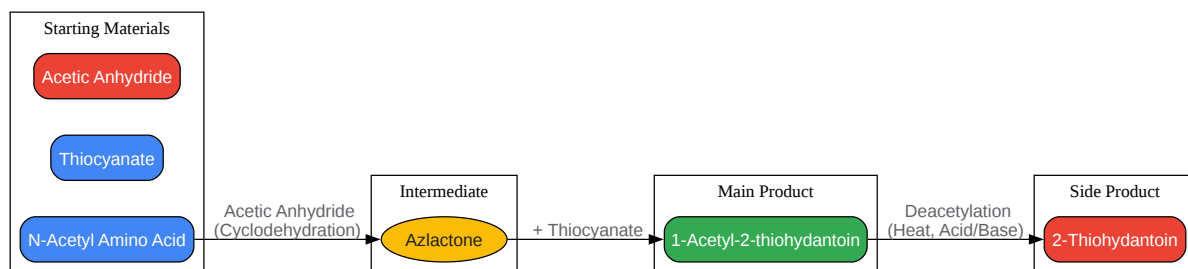 Starting Materials
Acetic Anhydride
Thiocyanate
N-Acetyl Amino Acid
Acetic Anhydride
(Cyclodehydration)
Intermediate
Azlactone
+ Thiocyanate
Main Product
1-Acetyl-2-thiohydantoin
Deacetylation
(Heat, Acid/Base)
Side Product
2-Thiohydantoin